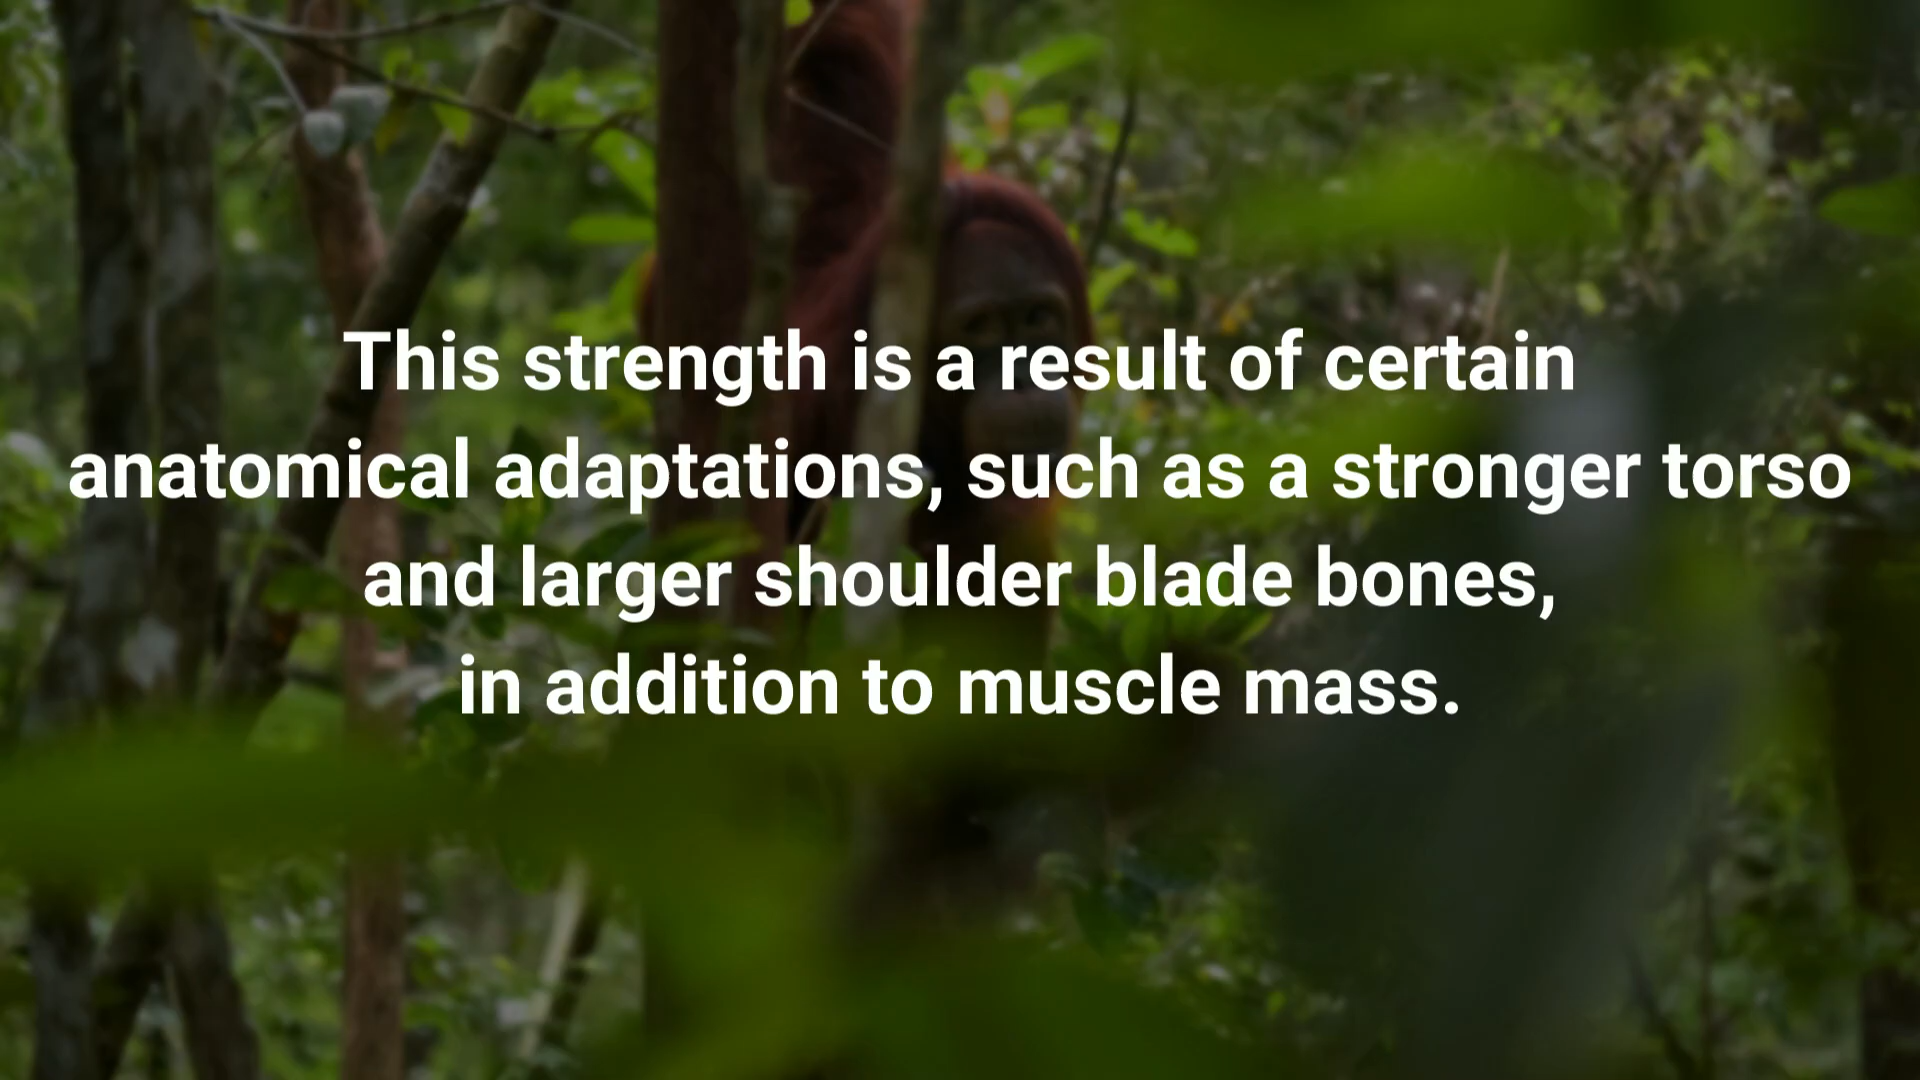 This strength is a result of certain
anatomical adaptations, such as a stronger torso
and larger shoulder blade bones,
in addition to muscle mass.